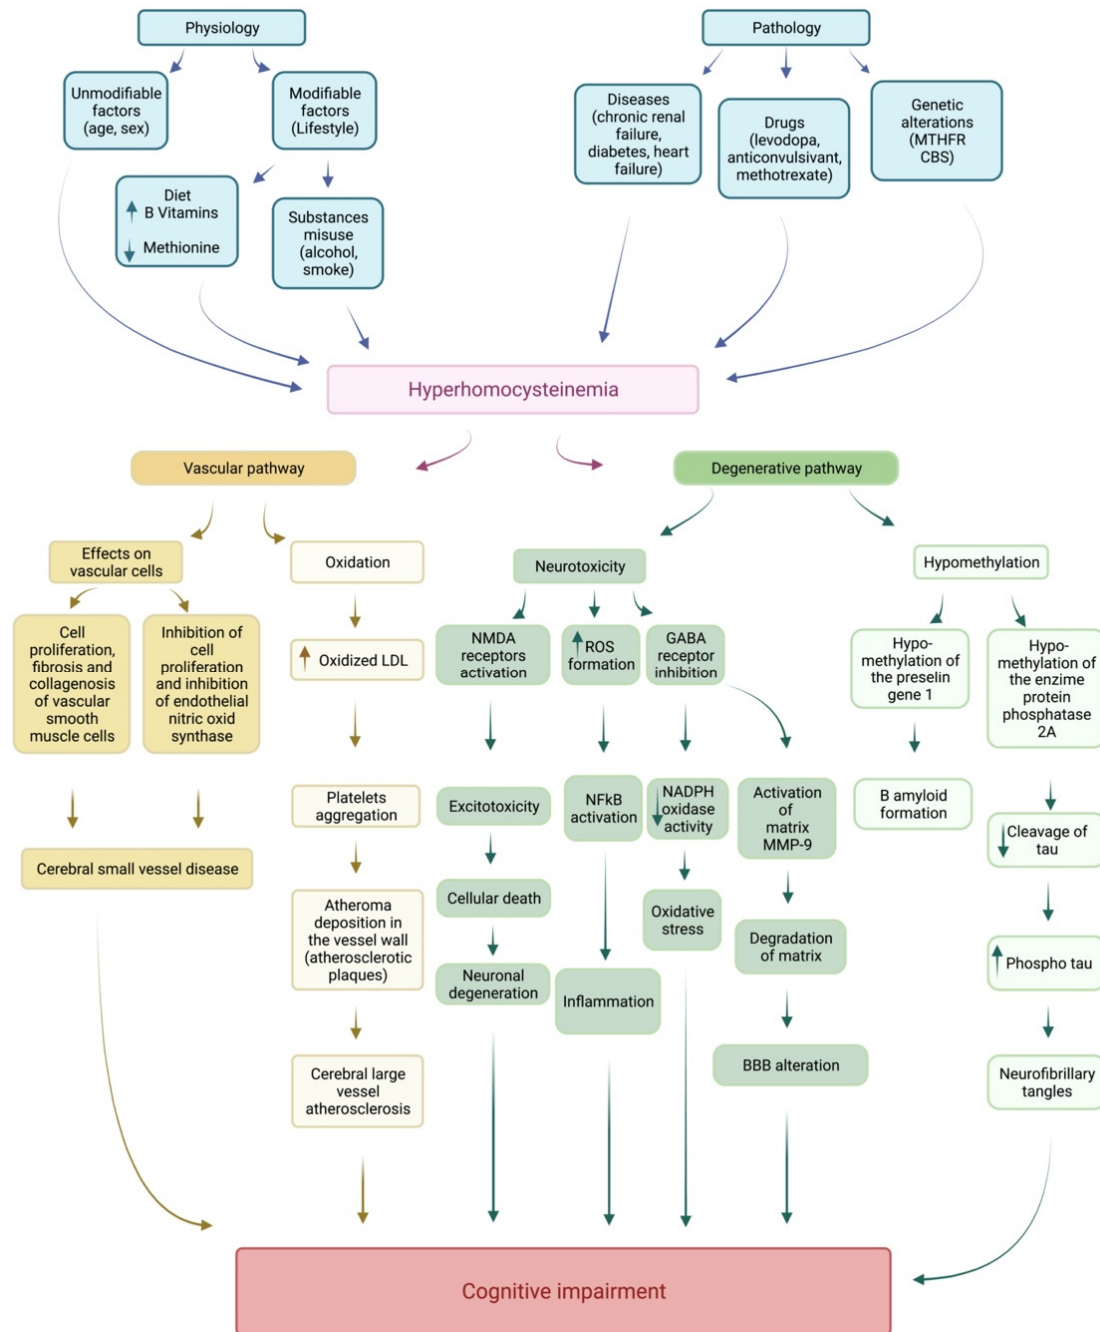 Physiology
Pathology
Unmodifiable
factors
(age, sex)
Modifiable
factors
(Lifestyle)
Diseases
(chronic renal
failure,
diabetes, heart
failure)
Drugs
(levodopa,
anticonvulsivant,
methotrexate)
Genetic
alterations
(MTHFR
CBS)
Diet
B Vitamins
Methionine
Substances
misuse
(alcohol,
smoke)
Hyperhomocysteinemia
Vascular pathway
Degenerative pathway
Effects on
vascular cells
Oxidation
Neurotoxicity
Hypomethylation
Cell
proliferation,
fibrosis and
collagenosis
of vascular
smooth
muscle cells
Inhibition of
cell
proliferation
and inhibition
of endothelial
nitric oxid
synthase
Oxidized LDL
NMDA
receptors
activation
ROS
formation
GABA
receptor
inhibition
Hypo-
methylation of
the preselin
gene 1
Hypo-
methylation of
the enzime
protein
phosphatase
2A
Platelets
aggregation
Excitotoxicity
NFkB
activation
NADPH
oxidase
activity
Activation
of
matrix
MMP-9
B amyloid
formation
Cleavage of
tau
Cerebral small vessel disease
Atheroma
deposition in
the vessel wall
(atherosclerotic
plaques)
Cellular death
Oxidative
stress
Degradation
of matrix
Phospho tau
Neuronal
degeneration
Inflammation
BBB alteration
Cerebral large
vessel
atherosclerosis
Neurofibrillary
tangles
Cognitive impairment